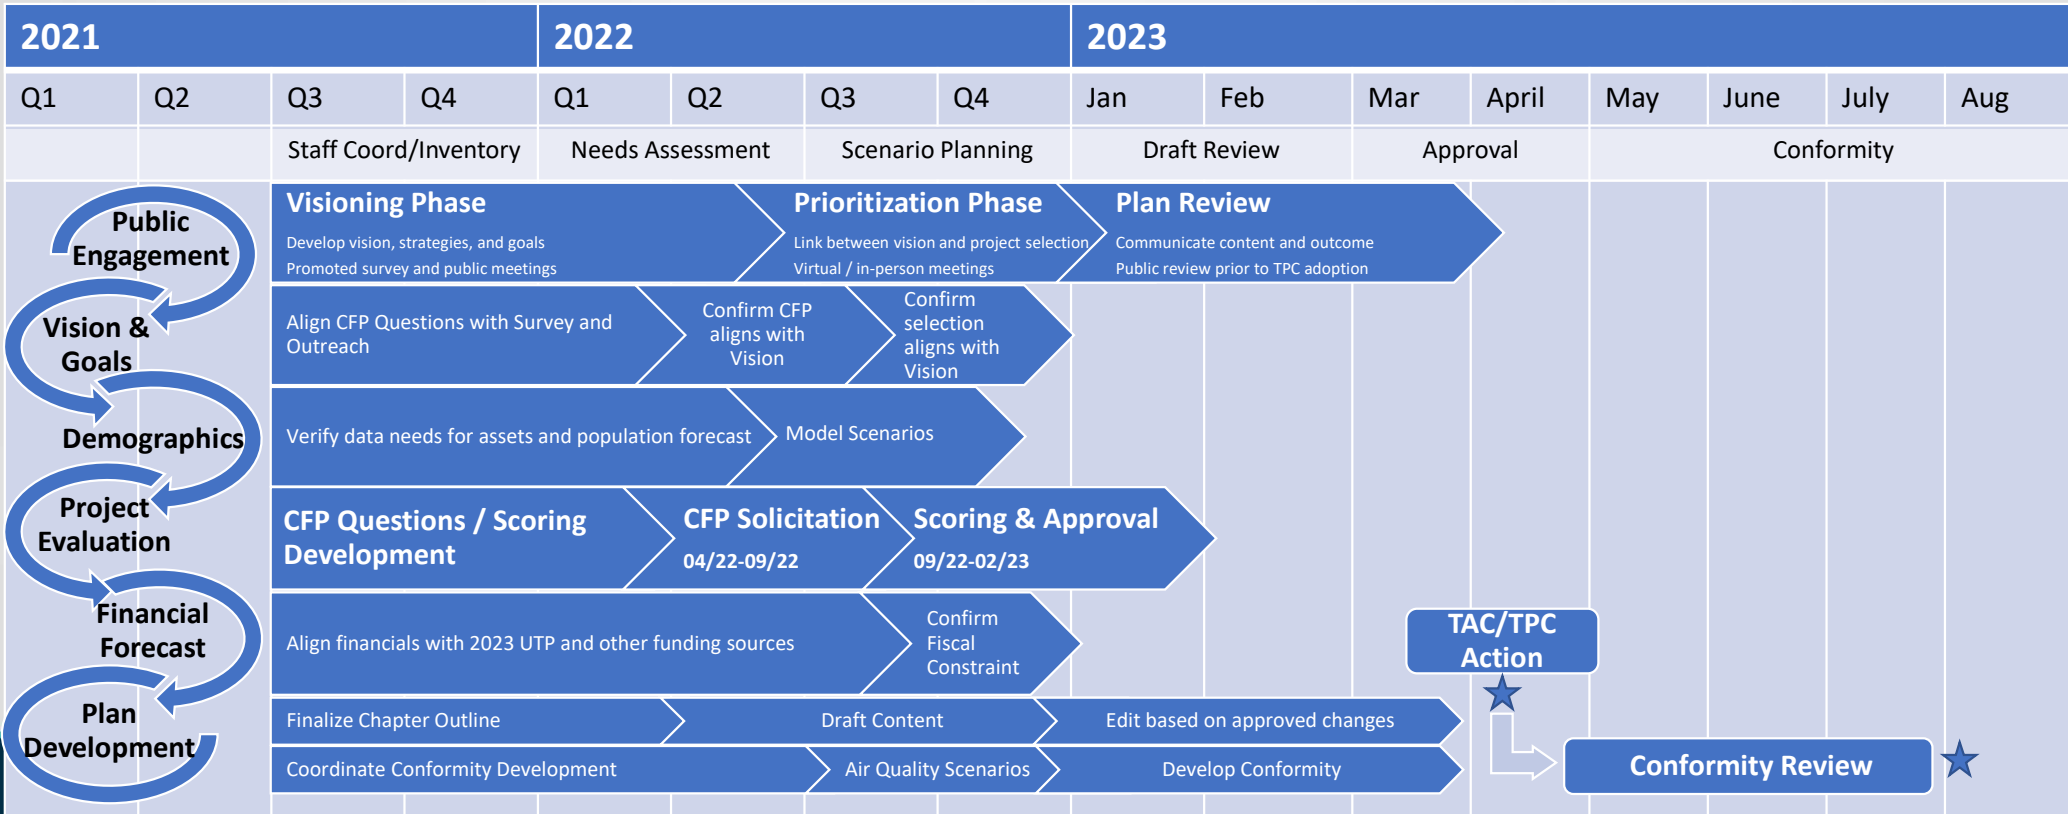 2021 2022 2023
Q1 Q2 Q3 Q4 Q1 Q2 Q3 Q4 Jan Feb Mar April May June July Aug
Staff Coord/Inventory Needs Assessment Scenario Planning Draft Review Approval Conformity
Public
Engagement
Visioning Phase
Develop vision, strategies, and goals
Promoted survey and public meetings
Prioritization Phase
Link between vision and project selection
Virtual / in-person meetings
Plan Review
Communicate content and outcome
Public review prior to TPC adoption
Vision &
Goals
Align CFP Questions with Survey and
Outreach
Confirm CFP
aligns with
Vision
Confirm
selection
aligns with
Vision
Demographics
Verify data needs for assets and population forecast
Model Scenarios
Project
Evaluation
CFP Questions / Scoring
Development
CFP Solicitation
04/22-09/22
Scoring & Approval
09/22-02/23
Financial
Forecast
Align financials with 2023 UTP and other funding sources
Confirm
Fiscal
Constraint
TAC/TPC
Action
Plan
Development
Finalize Chapter Outline
Draft Content
Edit based on approved changes
Coordinate Conformity Development
Air Quality Scenarios
Develop Conformity
Conformity Review